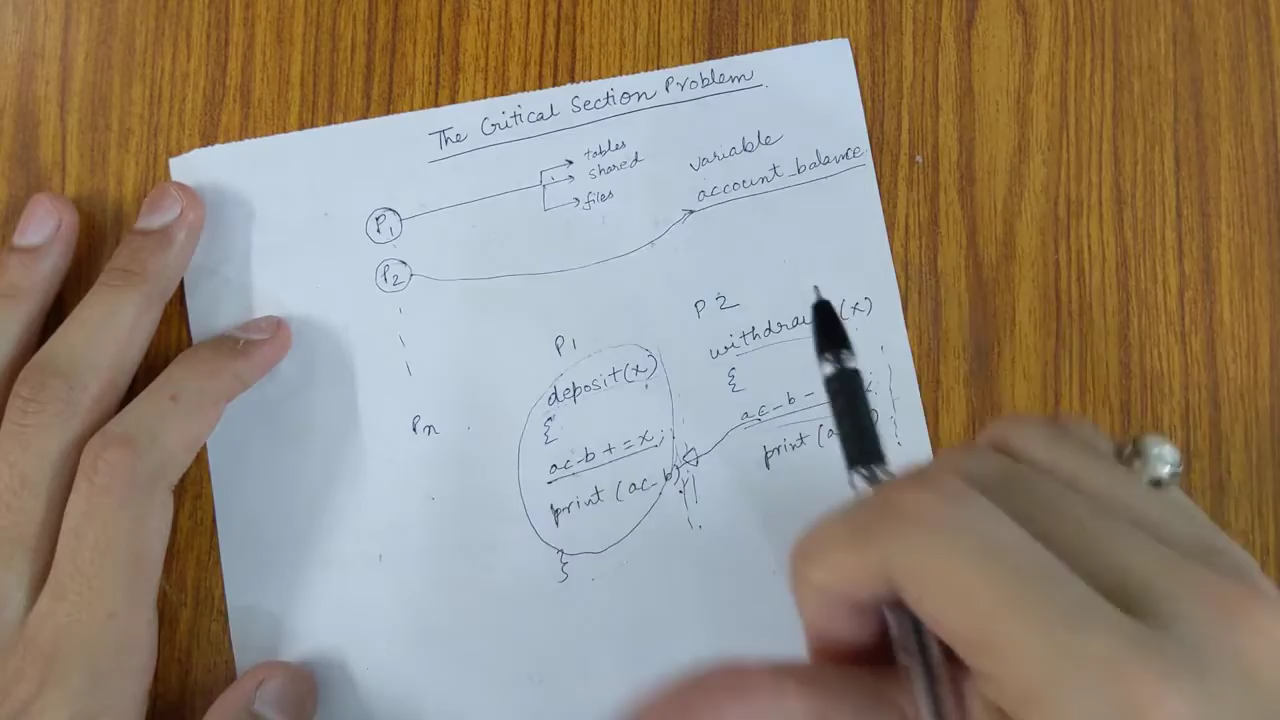 The Critical Section Problem
tables
shared
files
variable
account_balance
P1
P2
Pn
P1
deposit(x)
{
ac-b += x;
print (ac-b)
}
P2
(x)
{
ac-b -
print (